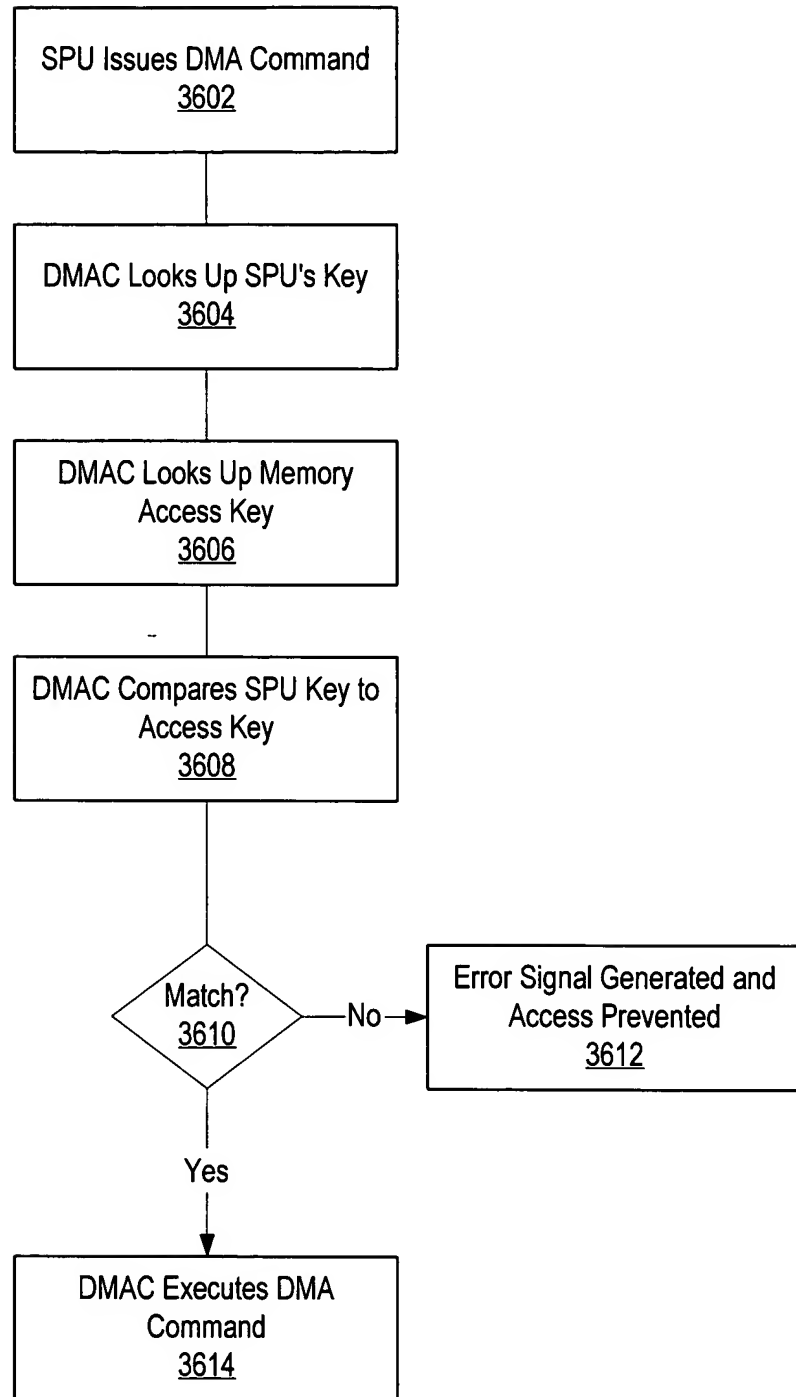 SPU Issues DMA Command
3602
DMAC Looks Up SPU's Key
3604
DMAC Looks Up Memory
Access Key
3606
DMAC Compares SPU Key to
Access Key
3608
Match?
3610
No
Error Signal Generated and
Access Prevented
3612
Yes
DMAC Executes DMA
Command
3614